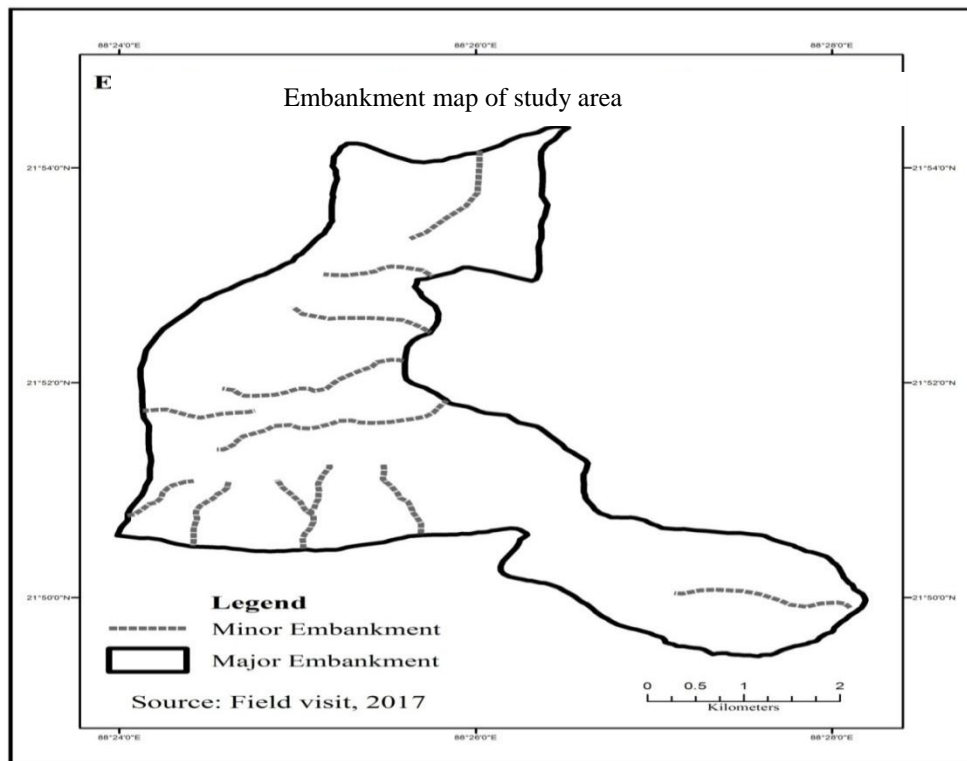 88°24'0"E 88°26'0"E 88°28'0"E
E
Embankment map of study area
21°54'0"N 21°54'0"N
21°52'0"N 21°52'0"N
21°50'0"N 21°50'0"N
Legend
Minor Embankment
Major Embankment
Source: Field visit, 2017
0 0.5 1 2
Kilometers
88°24'0"E 88°26'0"E 88°28'0"E